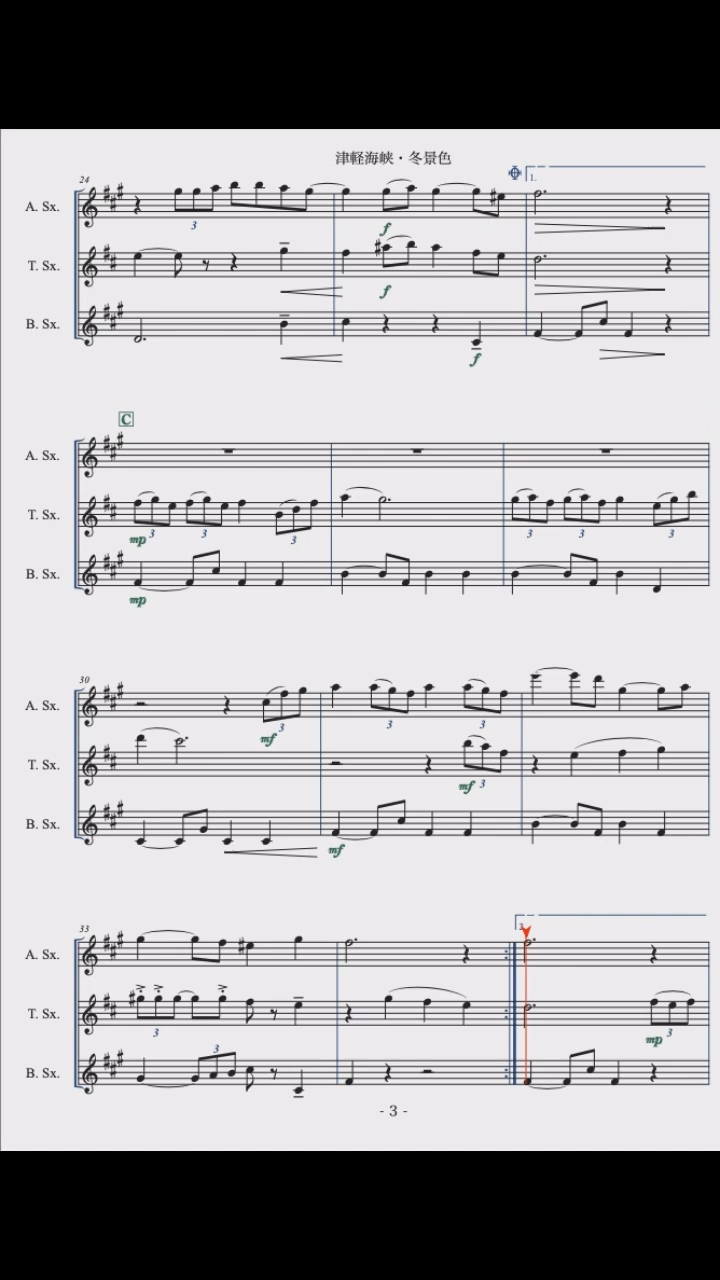 津軽海峡・冬景色
24
1.
A. Sx.
3
f
T. Sx.
f
B. Sx.
f
C
A. Sx.
T. Sx.
mp 3 3 3 3 3 3
B. Sx.
mp
30
A. Sx.
mf 3 3 3
T. Sx.
mf 3
B. Sx.
mf
33
A. Sx.
T. Sx.
3 mp 3
B. Sx.
3
- 3 -